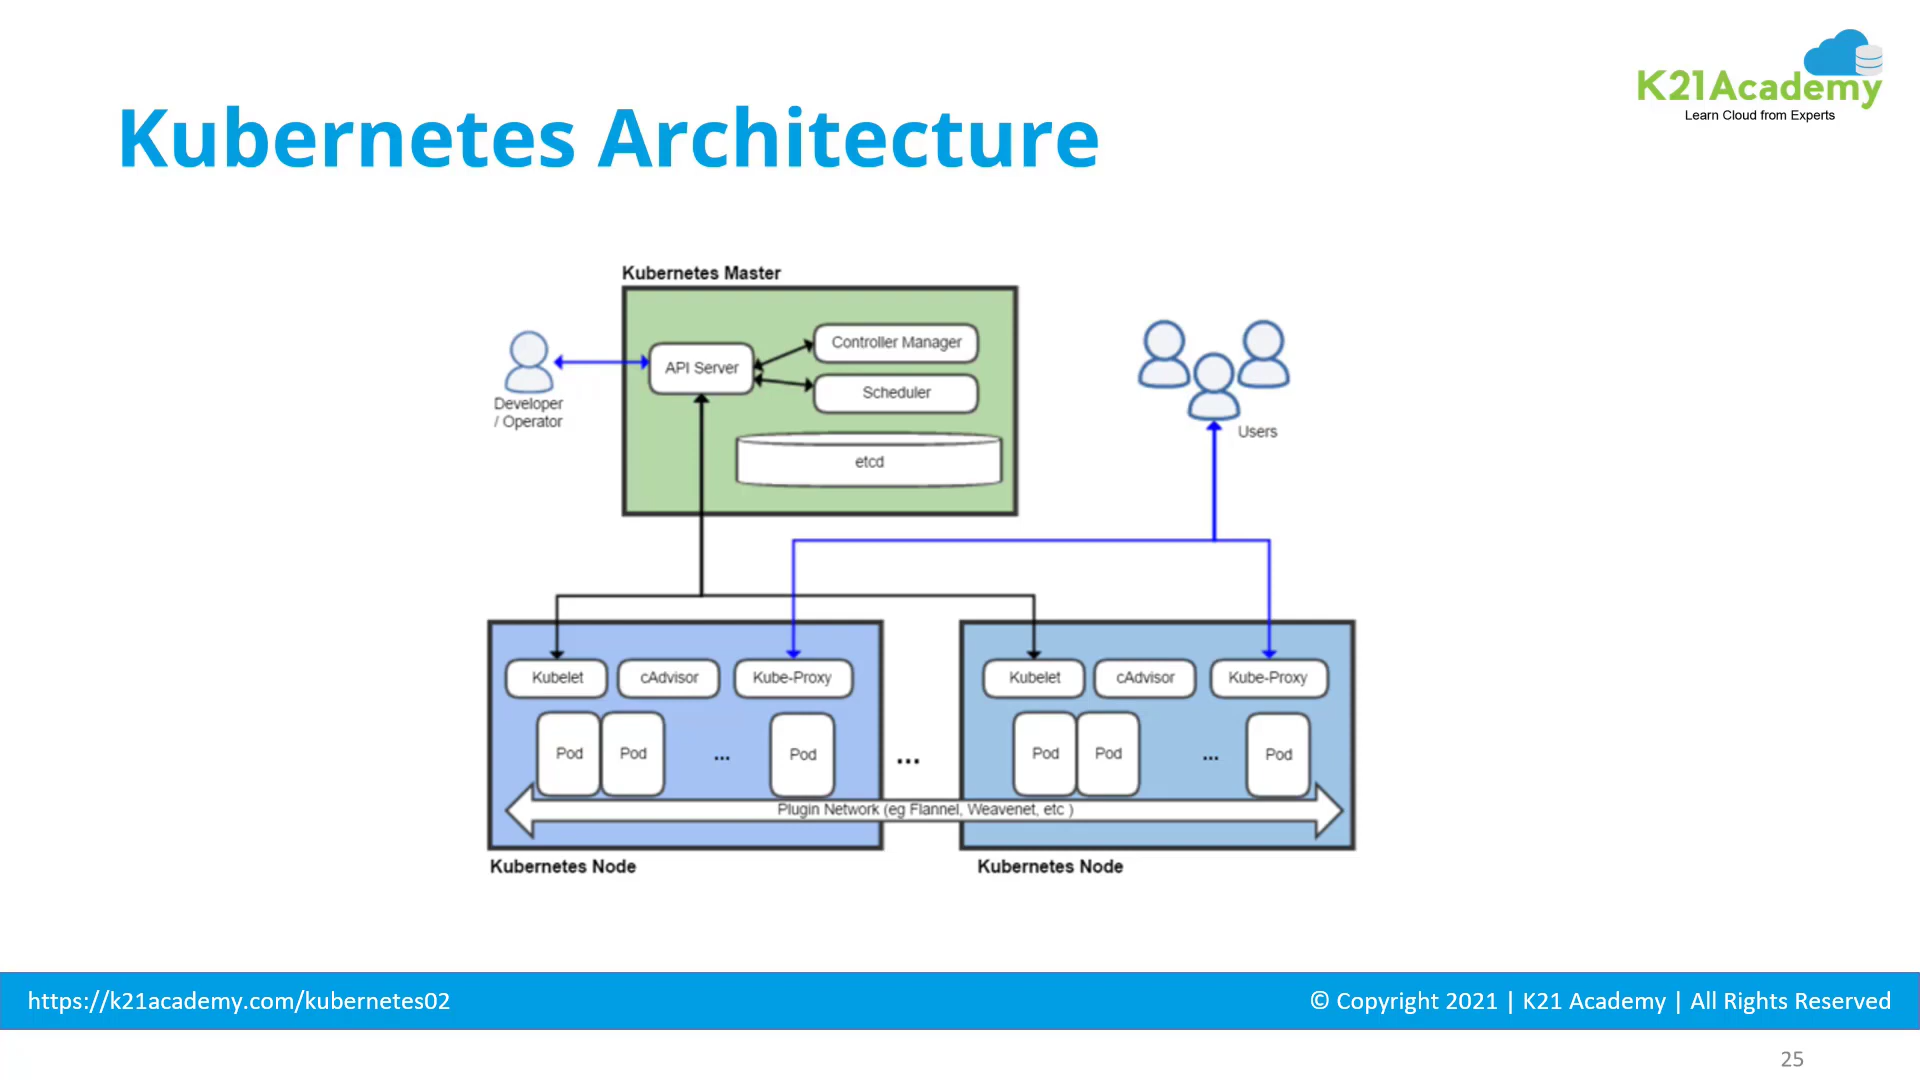 K21Academy
Learn Cloud from Experts
Kubernetes Architecture
Kubernetes Master
API Server
Controller Manager
Scheduler
etcd
Developer
/ Operator
Users
Kubelet
cAdvisor
Kube-Proxy
Pod
Pod
...
Pod
...
Kubelet
cAdvisor
Kube-Proxy
Pod
Pod
...
Pod
Plugin Network (eg Flannel, Weavenet, etc )
Kubernetes Node
Kubernetes Node
https://k21academy.com/kubernetes02
© Copyright 2021 | K21 Academy | All Rights Reserved
25